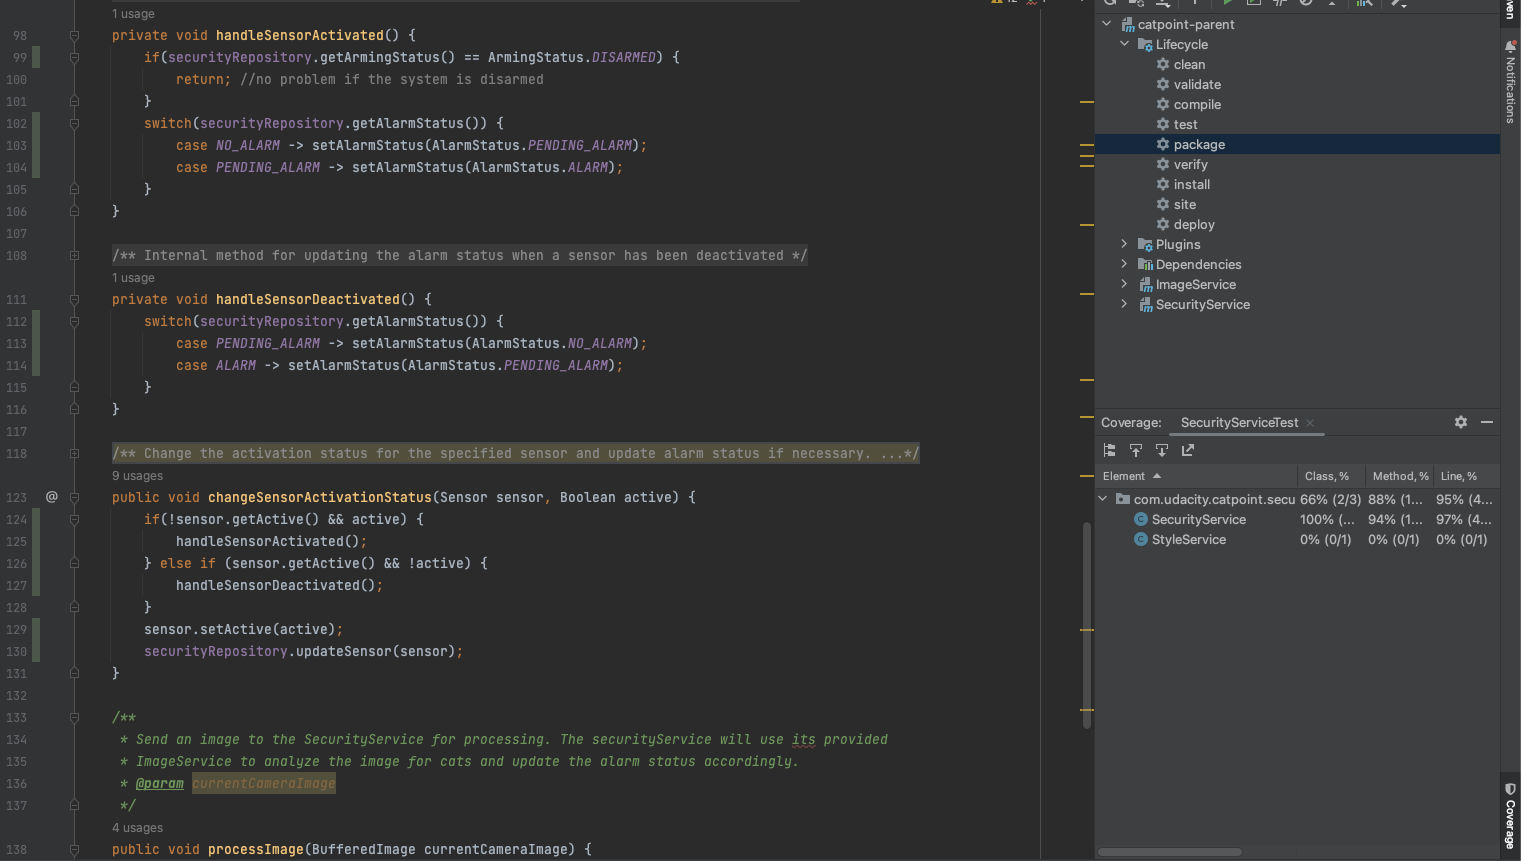 1 usage
98 private void handleSensorActivated() {
99 if(securityRepository.getArmingStatus() == ArmingStatus.DISARMED) {
100 return; //no problem if the system is disarmed
101 }
102 switch(securityRepository.getAlarmStatus()) {
103 case NO_ALARM -> setAlarmStatus(AlarmStatus.PENDING_ALARM);
104 case PENDING_ALARM -> setAlarmStatus(AlarmStatus.ALARM);
105 }
106 }
107
108 /** Internal method for updating the alarm status when a sensor has been deactivated */
1 usage
111 private void handleSensorDeactivated() {
112 switch(securityRepository.getAlarmStatus()) {
113 case PENDING_ALARM -> setAlarmStatus(AlarmStatus.NO_ALARM);
114 case ALARM -> setAlarmStatus(AlarmStatus.PENDING_ALARM);
115 }
116 }
117
118 /** Change the activation status for the specified sensor and update alarm status if necessary. ...*/
9 usages
123 @ public void changeSensorActivationStatus(Sensor sensor, Boolean active) {
124 if(!sensor.getActive() && active) {
125 handleSensorActivated();
126 } else if (sensor.getActive() && !active) {
127 handleSensorDeactivated();
128 }
129 sensor.setActive(active);
130 securityRepository.updateSensor(sensor);
131 }
132
133 /**
134 * Send an image to the SecurityService for processing. The securityService will use its provided
135 * ImageService to analyze the image for cats and update the alarm status accordingly.
136 * @param currentCameraImage
137 */
4 usages
138 public void processImage(BufferedImage currentCameraImage) {
catpoint-parent
Lifecycle
clean
validate
compile
test
package
verify
install
site
deploy
Plugins
Dependencies
ImageService
SecurityService
Coverage: SecurityServiceTest
Element Class, % Method, % Line, %
com.udacity.catpoint.secu 66% (2/3) 88% (1... 95% (4...
SecurityService 100% (... 94% (1... 97% (4...
StyleService 0% (0/1) 0% (0/1) 0% (0/1)
Notifications
Coverage